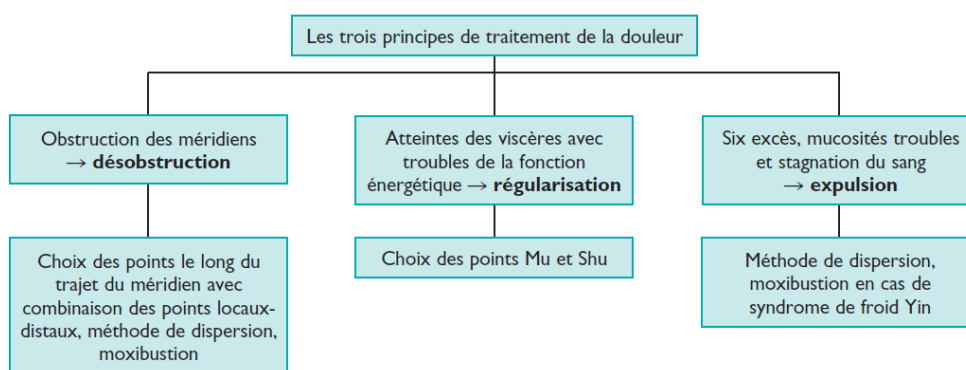 Les trois principes de traitement de la douleur
Obstruction des méridiens
→ désobstruction
Atteintes des viscères avec
troubles de la fonction
énergétique → régularisation
Six excès, mucosités troubles
et stagnation du sang
→ expulsion
Choix des points le long du
trajet du méridien avec
combinaison des points locaux-
distaux, méthode de dispersion,
moxibustion
Choix des points Mu et Shu
Méthode de dispersion,
moxibustion en cas de
syndrome de froid Yin